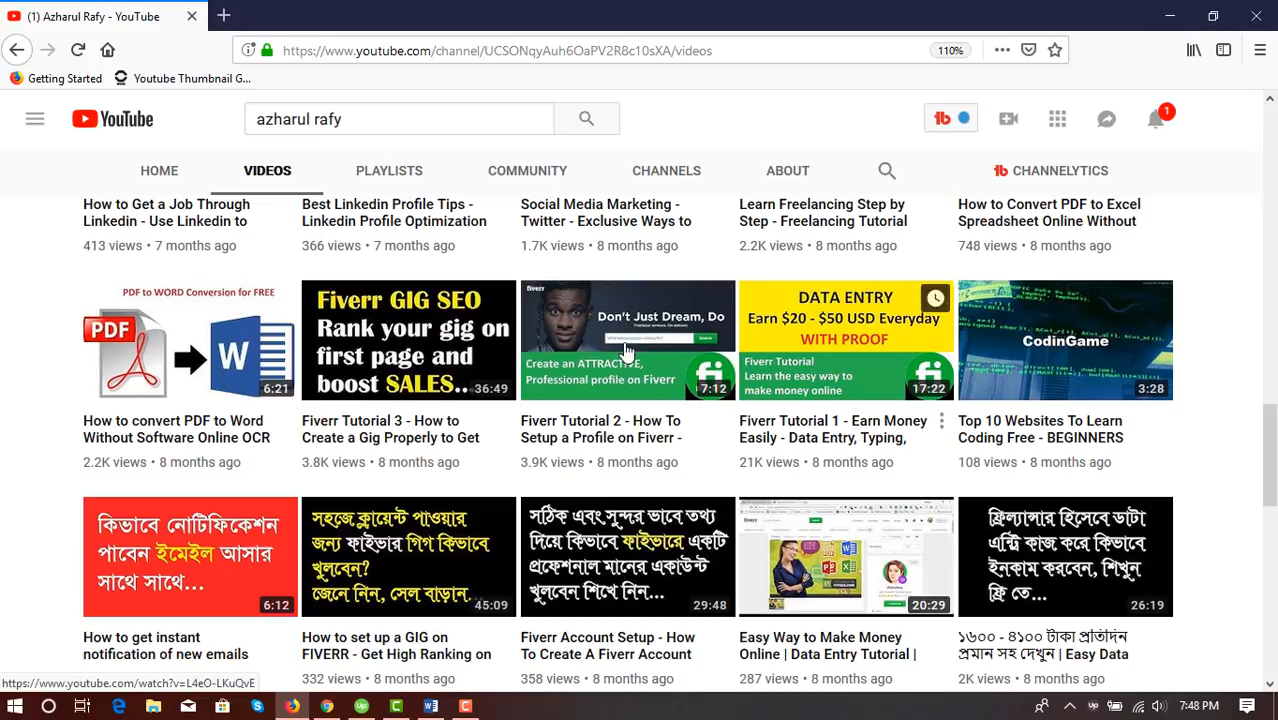 (1) Azharul Rafy - YouTube
https://www.youtube.com/channel/UCSONqyAuh6OaPV2R8c10sXA/videos
110%
Getting Started
Youtube Thumbnail G...
YouTube
azharul rafy
1
HOME
VIDEOS
PLAYLISTS
COMMUNITY
CHANNELS
ABOUT
CHANNELYTICS
How to Get a Job Through
Linkedin - Use Linkedin to
413 views • 7 months ago
Best Linkedin Profile Tips -
Linkedin Profile Optimization
366 views • 7 months ago
Social Media Marketing -
Twitter - Exclusive Ways to
1.7K views • 8 months ago
Learn Freelancing Step by
Step - Freelancing Tutorial
2.2K views • 8 months ago
How to Convert PDF to Excel
Spreadsheet Online Without
748 views • 8 months ago
PDF to WORD Conversion for FREE
PDF
W
6:21
How to convert PDF to Word
Without Software Online OCR
2.2K views • 8 months ago
Fiverr GIG SEO
Rank your gig on
first page and
boost SALES..
36:49
Fiverr Tutorial 3 - How to
Create a Gig Properly to Get
3.8K views • 8 months ago
fiverr
Don't Just Dream, Do
Search
Create an ATTRACTIVE,
Professional profile on Fiverr
fi
7:12
Fiverr Tutorial 2 - How To
Setup a Profile on Fiverr -
3.9K views • 8 months ago
DATA ENTRY
Earn $20 - $50 USD Everyday
WITH PROOF
Fiverr Tutorial
Learn the easy way to
make money online
fi
17:22
Fiverr Tutorial 1 - Earn Money
Easily - Data Entry, Typing,
21K views • 8 months ago
CodinGame
3:28
Top 10 Websites To Learn
Coding Free - BEGINNERS
108 views • 8 months ago
কিভাবে নোটিফিকেশন
পাবেন ইমেইল আসার
সাথে সাথে...
6:12
How to get instant
notification of new emails
সহজে ক্লায়েন্ট পাওয়ার
জন্য ফাইভার গিগ কিভাবে
খুলবেন?
জেনে নিন, সেল বাড়ান..
45:09
How to set up a GIG on
FIVERR - Get High Ranking on
332 views • 8 months ago
সঠিক এবং সুন্দর ভাবে তথ্য
দিয়ে কিভাবে ফাইভারে একটি
প্রফেশনাল মানের একাউন্ট
খুলবেন শিখে নিন...
29:48
Fiverr Account Setup - How
To Create A Fiverr Account
358 views • 8 months ago
20:29
Easy Way to Make Money
Online | Data Entry Tutorial |
287 views • 8 months ago
ফ্রিল্যান্সার হিসেবে ডাটা
এন্ট্রি কাজ করে কিভাবে
ইনকাম করবেন, শিখুন
ফ্রি তে...
26:19
১৬০০ - ৪১০০ টাকা প্রতিদিন
প্রমান সহ দেখুন | Easy Data
2K views • 8 months ago
https://www.youtube.com/watch?v=L4eO-LKuQvE
7:48 PM